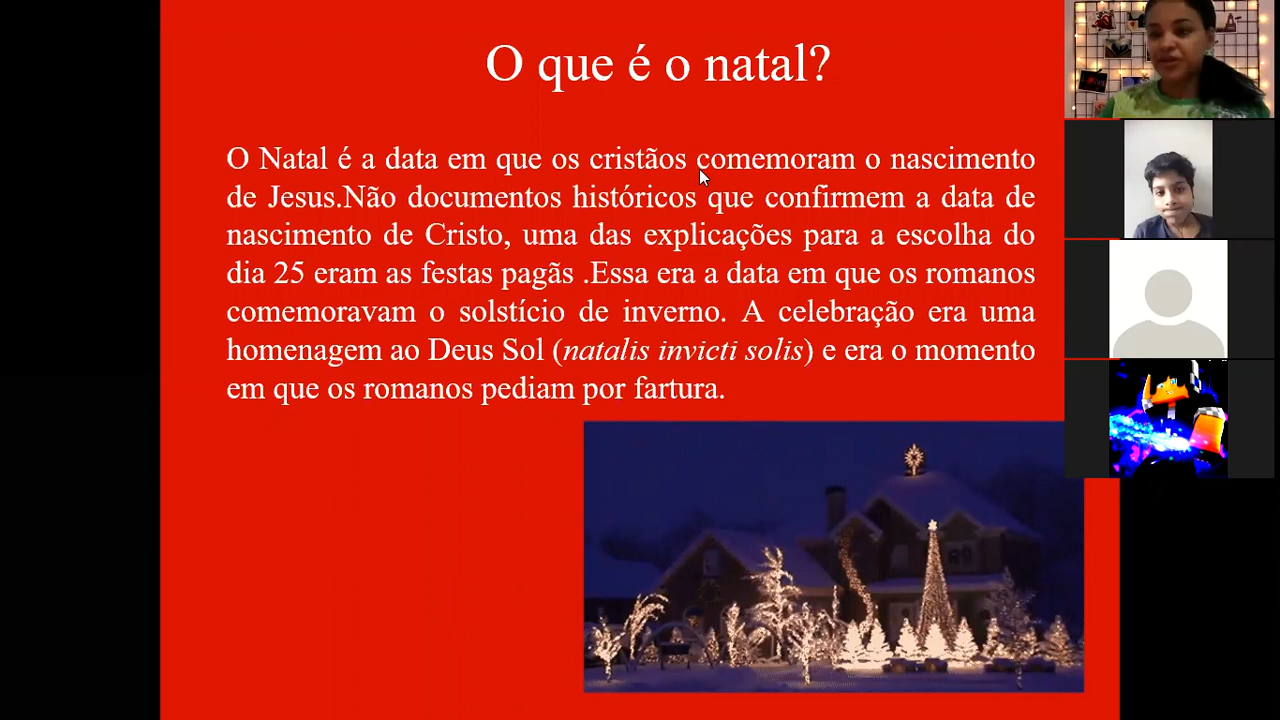 O que é o natal?
O Natal é a data em que os cristãos comemoram o nascimento
de Jesus.Não documentos históricos que confirmem a data de
nascimento de Cristo, uma das explicações para a escolha do
dia 25 eram as festas pagãs .Essa era a data em que os romanos
comemoravam o solstício de inverno. A celebração era uma
homenagem ao Deus Sol (natalis invicti solis) e era o momento
em que os romanos pediam por fartura.